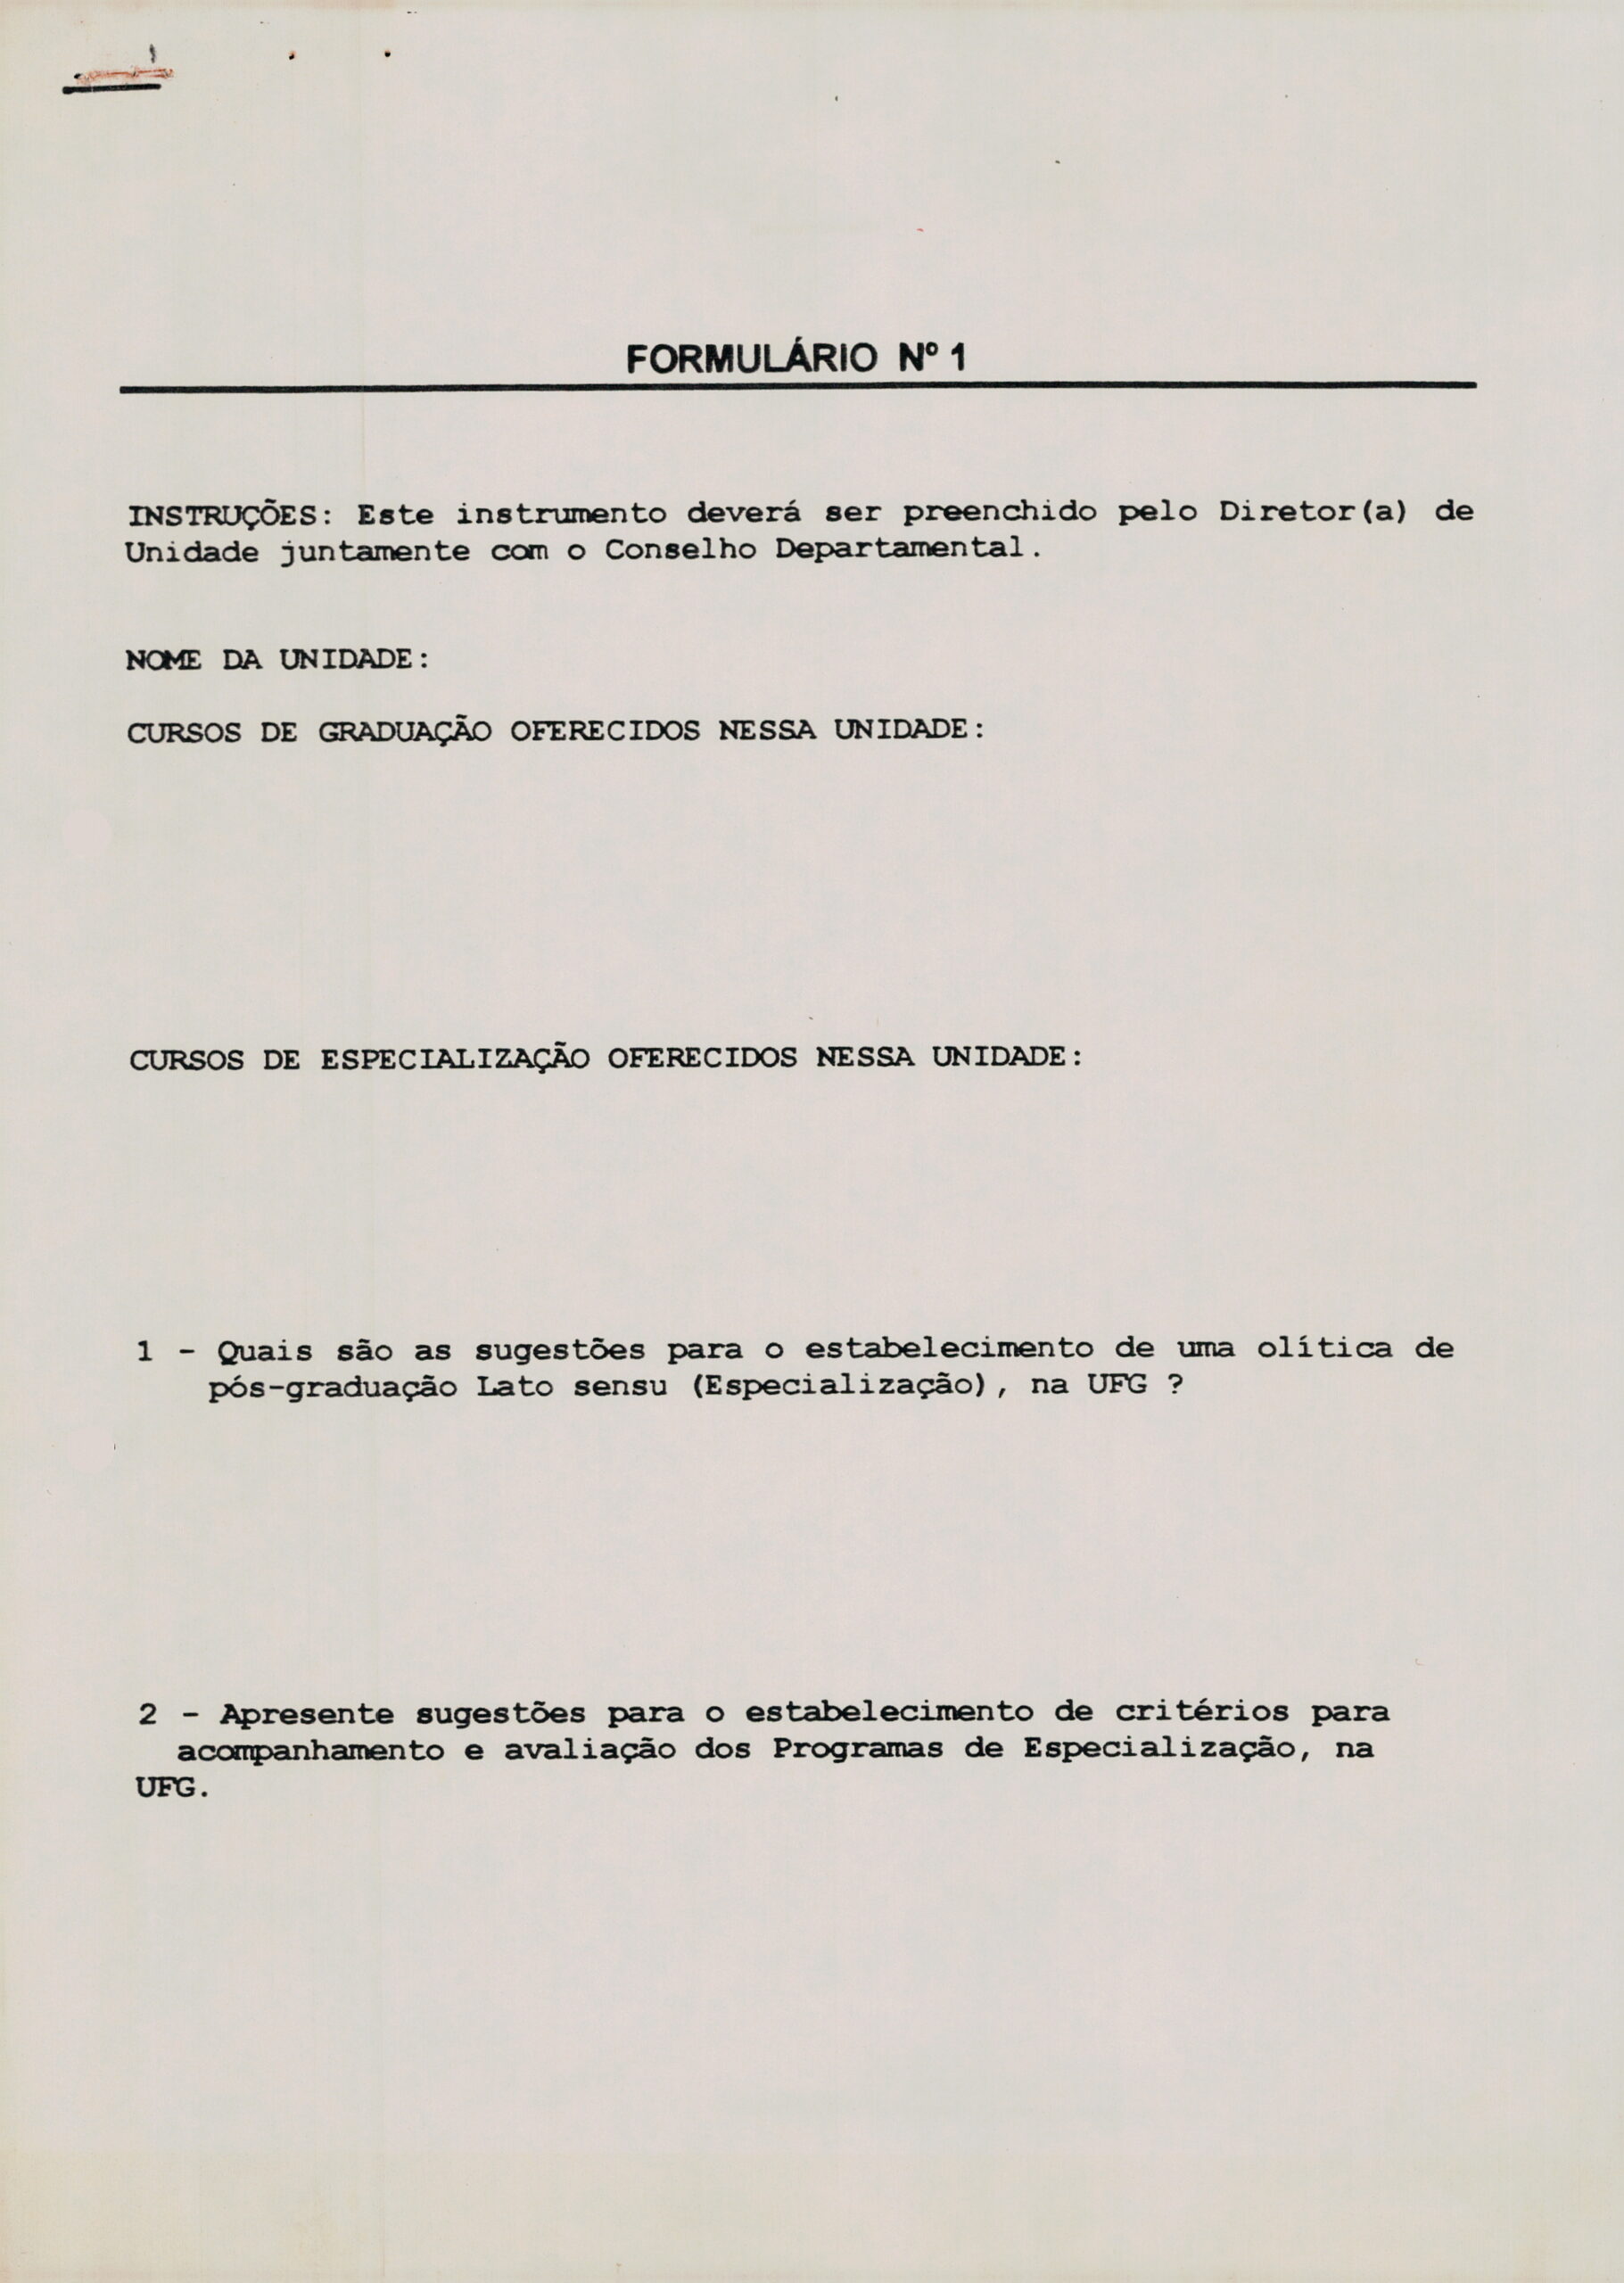 FORMULÁRIO Nº 1
INSTRUÇÕES: Este instrumento deverá ser preenchido pelo Diretor(a) de
Unidade juntamente com o Conselho Departamental.
NOME DA UNIDADE:
CURSOS DE GRADUAÇÃO OFERECIDOS NESSA UNIDADE:
CURSOS DE ESPECIALIZAÇÃO OFERECIDOS NESSA UNIDADE:
1 - Quais são as sugestões para o estabelecimento de uma olítica de
pós-graduação Lato sensu (Especialização), na UFG ?
2 - Apresente sugestões para o estabelecimento de critérios para
acompanhamento e avaliação dos Programas de Especialização, na
UFG.